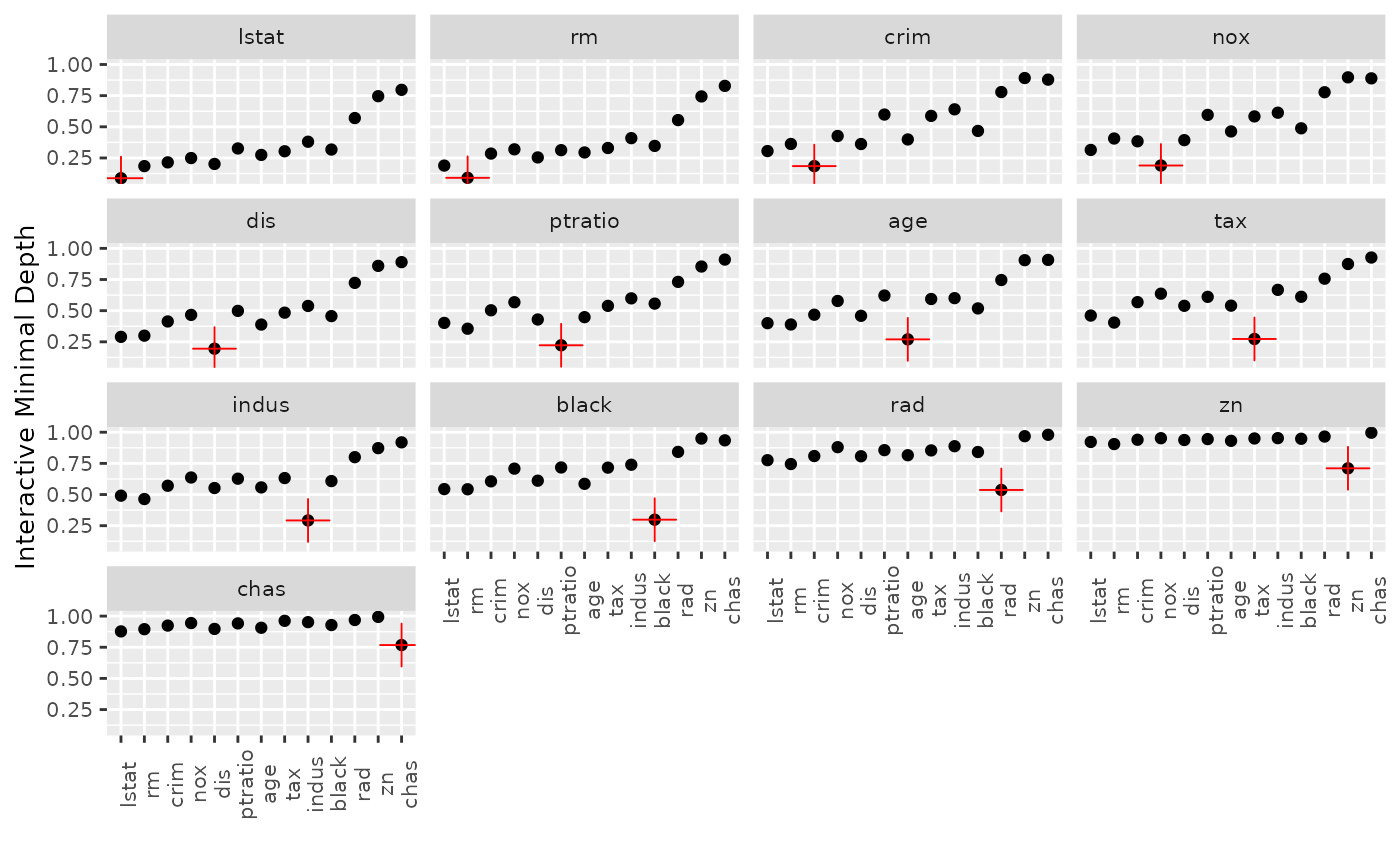 Interactive Minimal Depth
lstat rm crim nox
1.00
0.75
0.50
0.25
dis ptratio age tax
1.00
0.75
0.50
0.25
indus black rad zn
1.00
0.75
0.50
0.25
lstat rm crim nox dis ptratio age tax indus black rad zn chas
lstat rm crim nox dis ptratio age tax indus black rad zn chas
lstat rm crim nox dis ptratio age tax indus black rad zn chas
chas
1.00
0.75
0.50
0.25
lstat rm crim nox dis ptratio age tax indus black rad zn chas